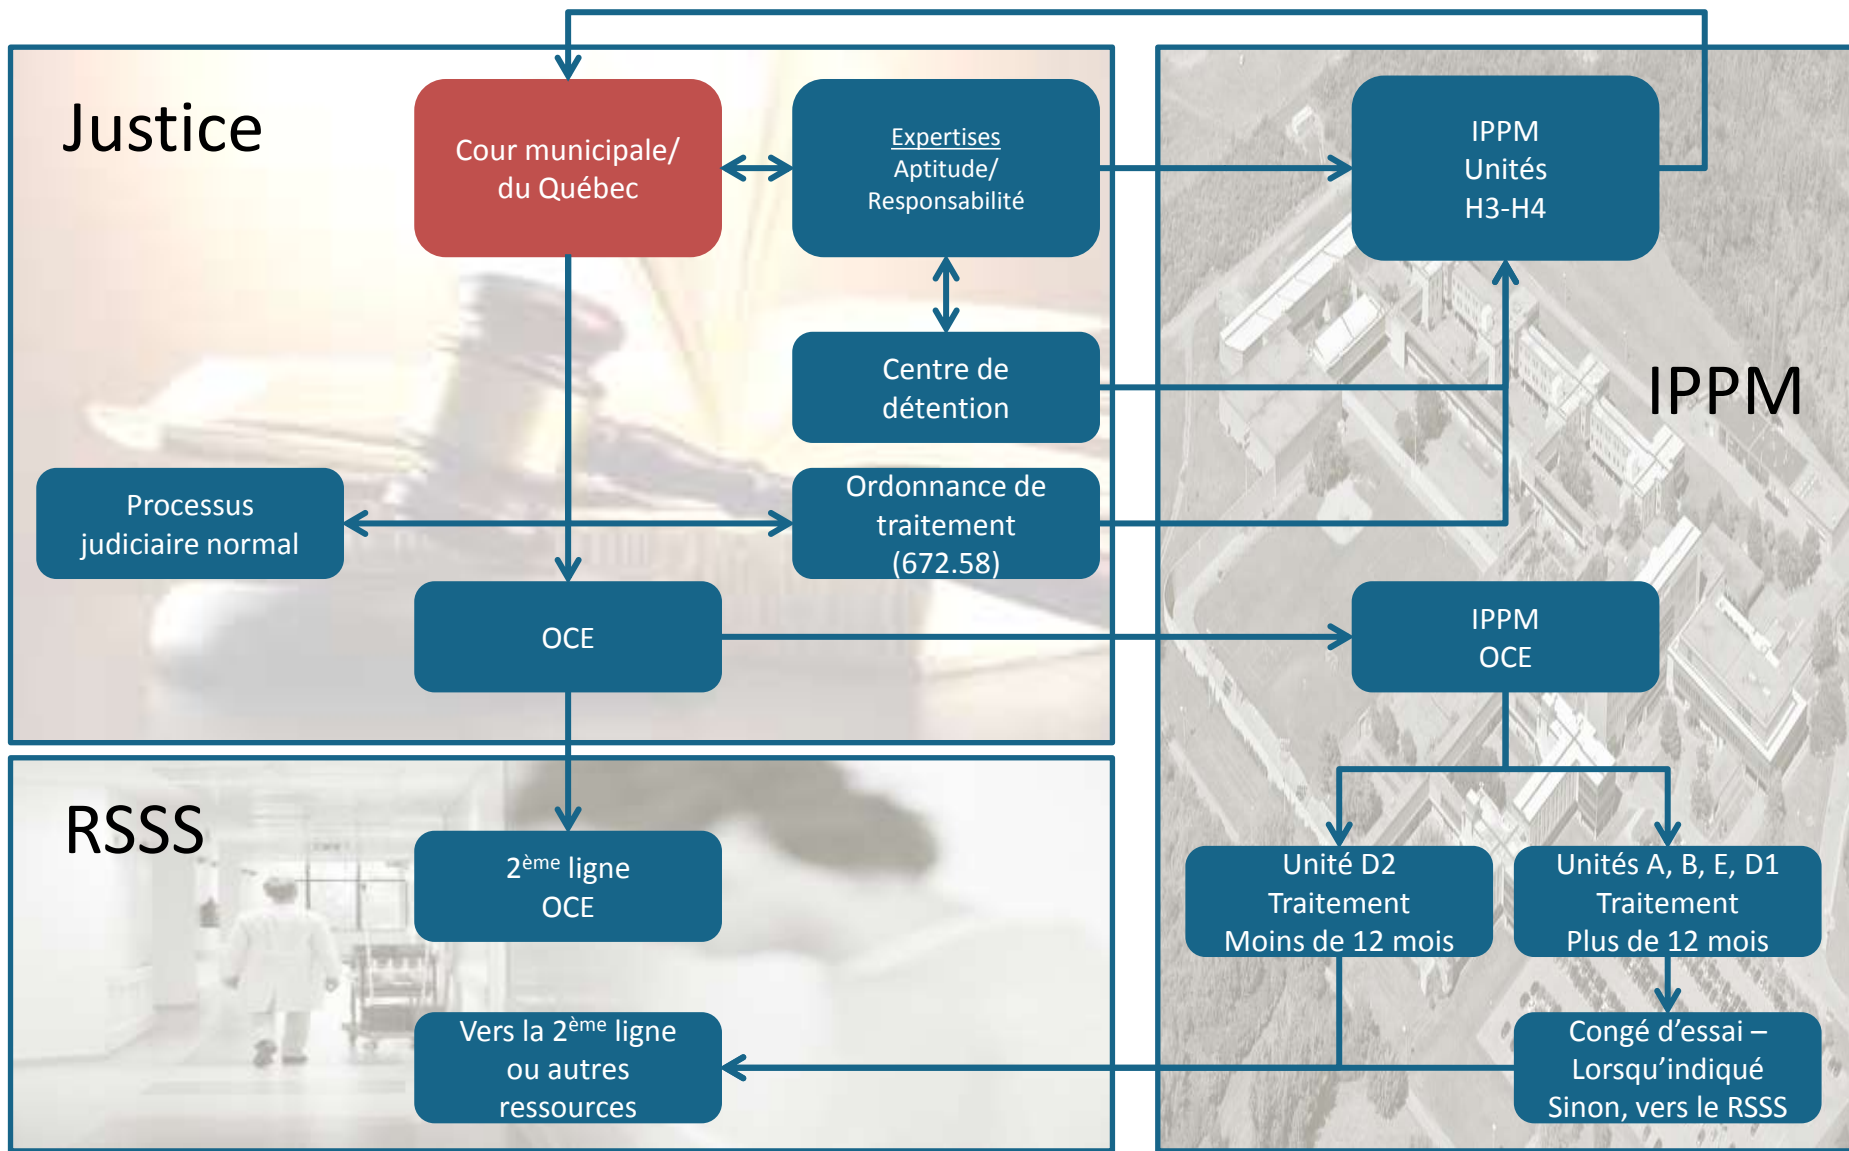 Justice
Cour municipale/
du Québec
Expertises
Aptitude/
Responsabilité
IPPM
Unités
H3-H4
Centre de
détention
IPPM
Processus
judiciaire normal
Ordonnance de
traitement
(672.58)
OCE
IPPM
OCE
RSSS
2ème ligne
OCE
Unité D2
Traitement
Moins de 12 mois
Unités A, B, E, D1
Traitement
Plus de 12 mois
Vers la 2ème ligne
ou autres
ressources
Congé d’essai –
Lorsqu’indiqué
Sinon, vers le RSSS